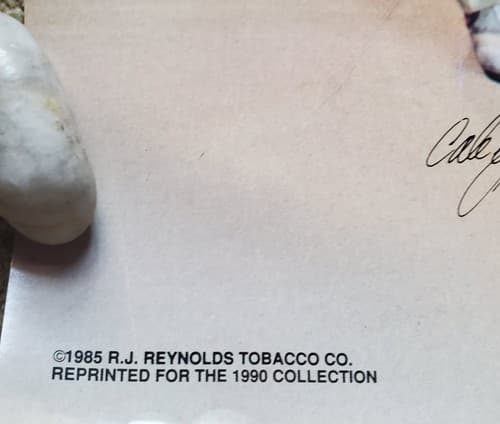 ©1985 R.J. REYNOLDS TOBACCO CO.
REPRINTED FOR THE 1990 COLLECTION